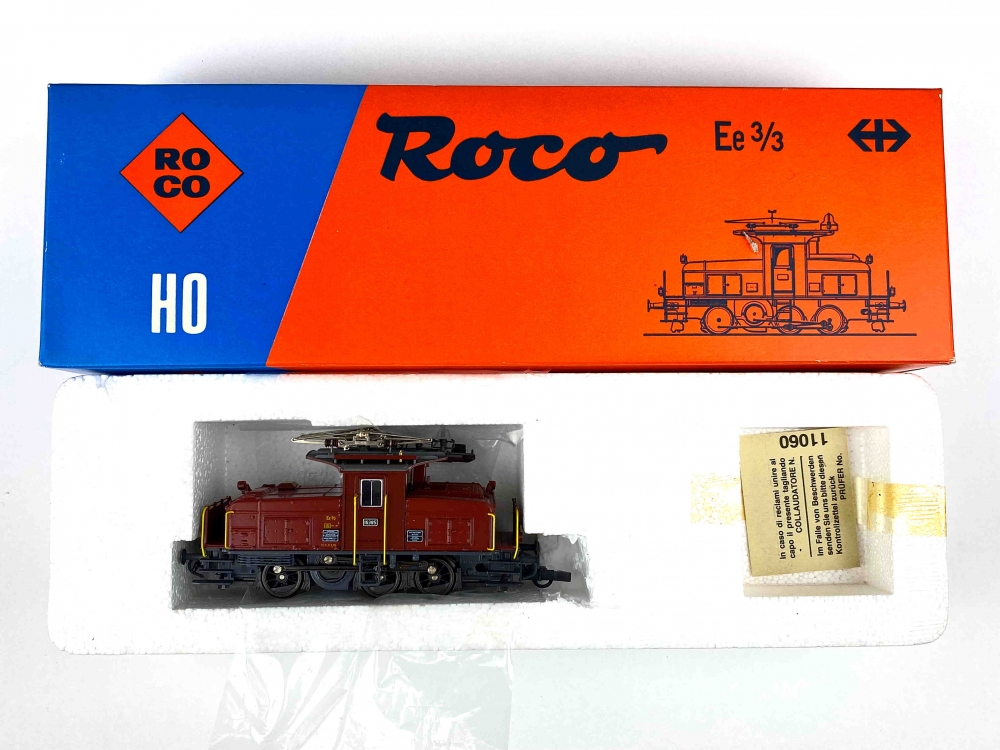 RO
CO
HO
Roco
Ee 3/3
16395
11060
In caso di reclami unire al
capo il presente tagliando
- COLLAUDATORE N.
Im Falle von Beschwerden
senden Sie uns bitte diesen
Kontrollzettel zurück
PRÜFER No.